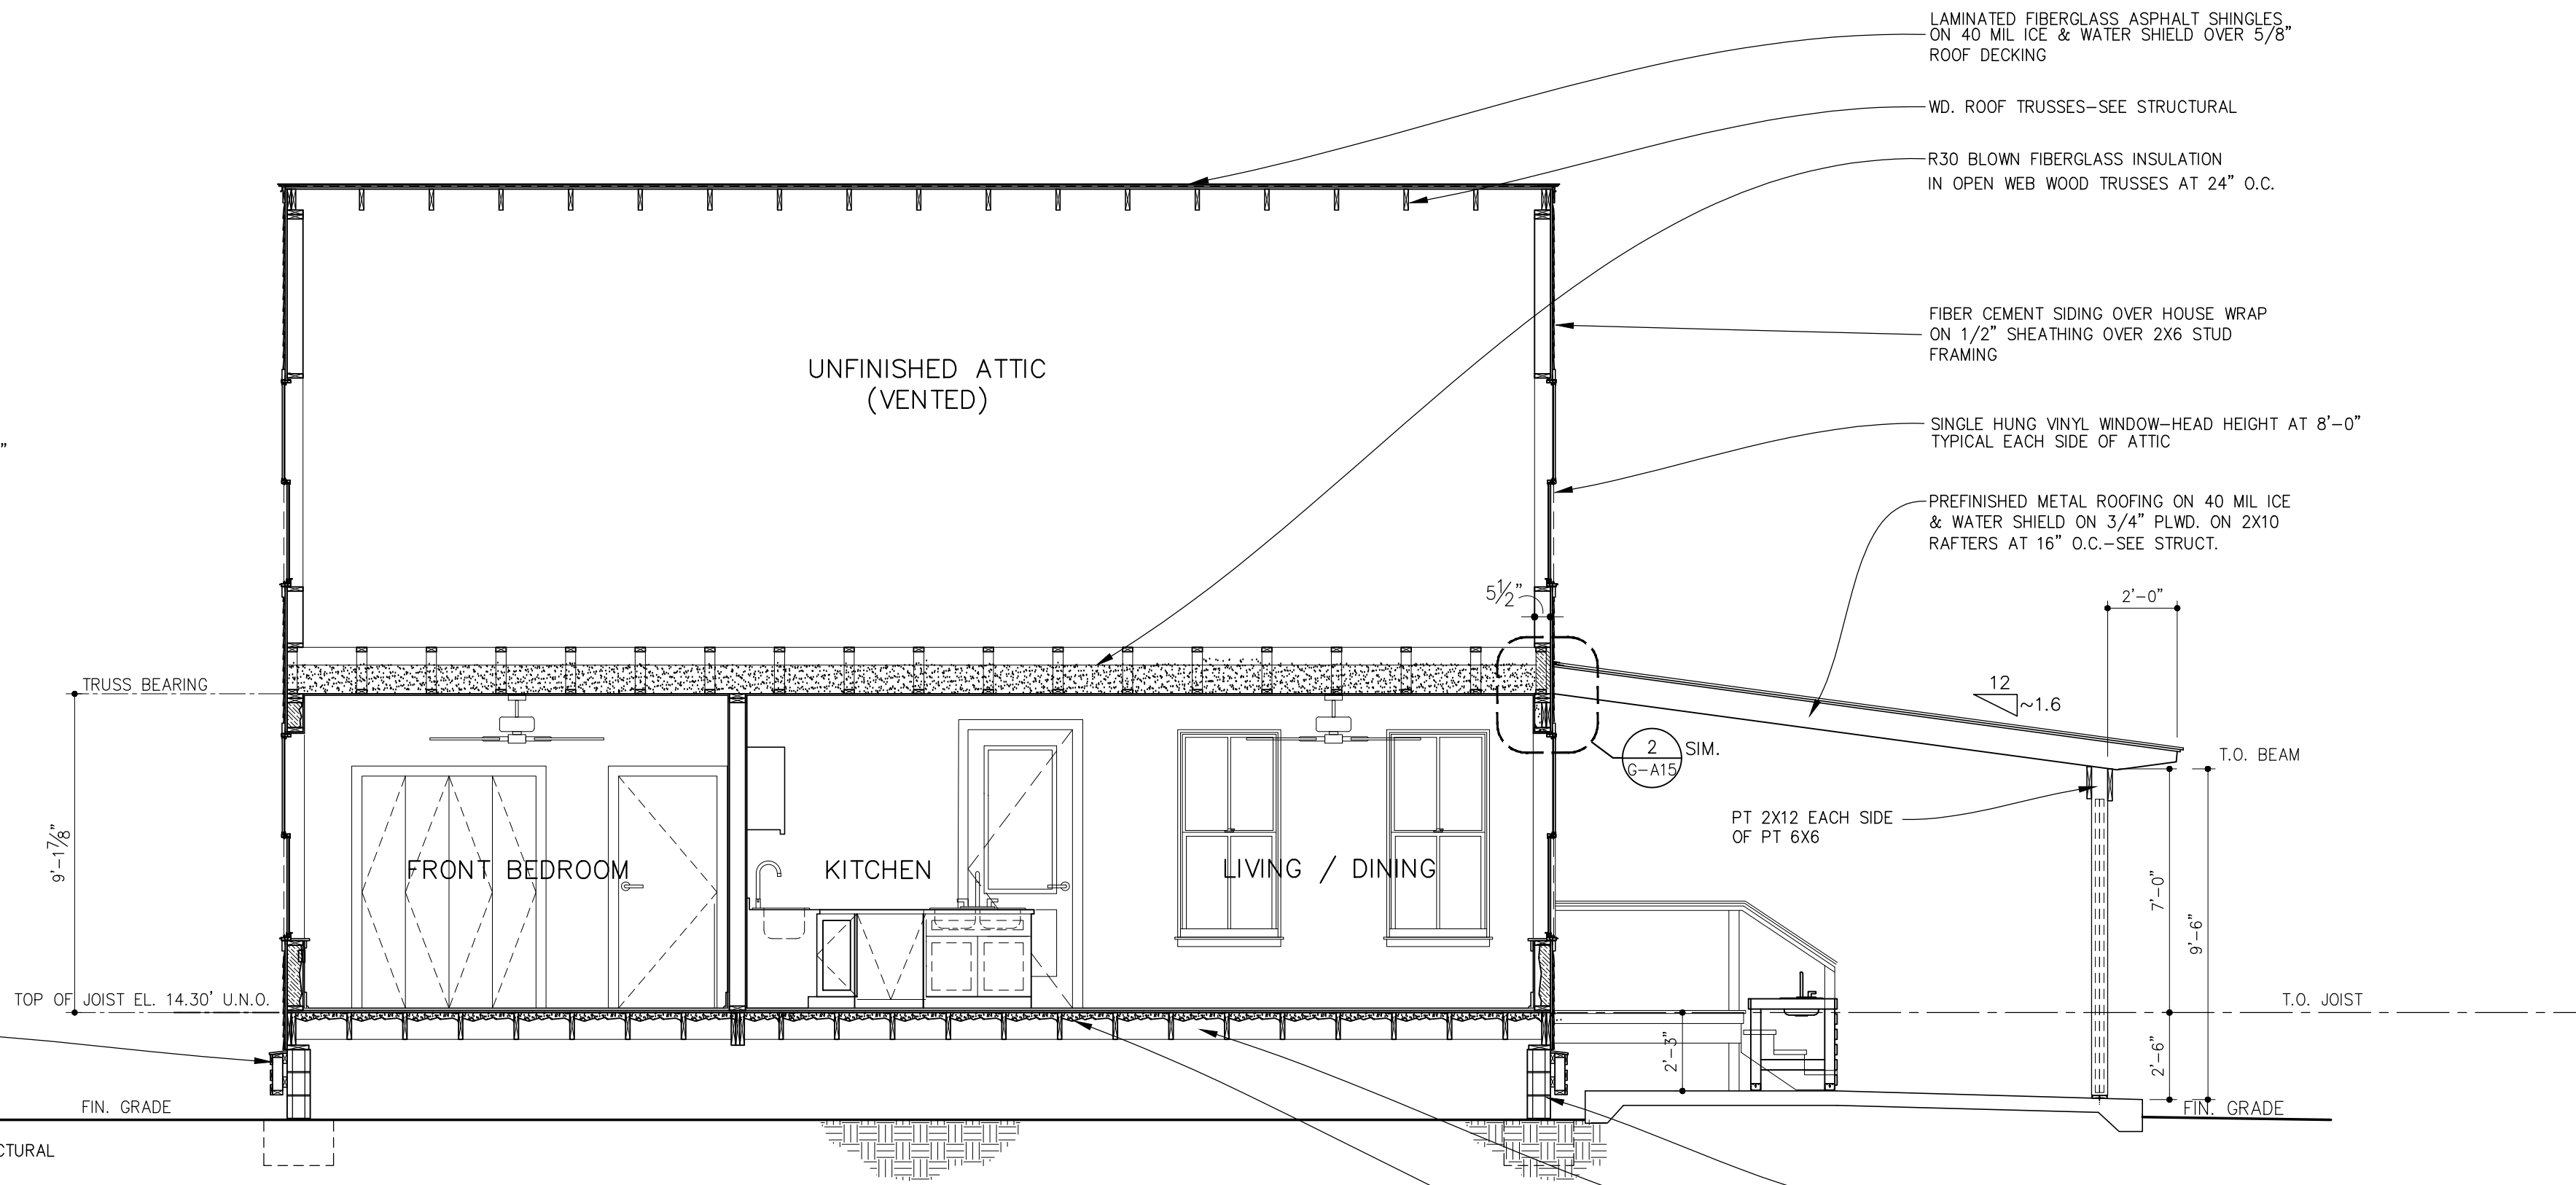 LAMINATED FIBERGLASS ASPHALT SHINGLES
ON 40 MIL ICE & WATER SHIELD OVER 5/8"
ROOF DECKING
WD. ROOF TRUSSES-SEE STRUCTURAL
R30 BLOWN FIBERGLASS INSULATION
IN OPEN WEB WOOD TRUSSES AT 24" O.C.
FIBER CEMENT SIDING OVER HOUSE WRAP
ON 1/2" SHEATHING OVER 2X6 STUD
FRAMING
UNFINISHED ATTIC
(VENTED)
SINGLE HUNG VINYL WINDOW-HEAD HEIGHT AT 8'-0"
TYPICAL EACH SIDE OF ATTIC
"
PREFINISHED METAL ROOFING ON 40 MIL ICE
& WATER SHIELD ON 3/4" PLWD. ON 2X10
RAFTERS AT 16" O.C.-SEE STRUCT.
5 1/2"
2'-0"
TRUSS BEARING
12
~1.6
2
SIM.
G-A15
T.O. BEAM
PT 2X12 EACH SIDE
OF PT 6X6
9'-1 7/8"
FRONT BEDROOM
KITCHEN
LIVING / DINING
7'-0"
9'-6"
TOP OF JOIST EL. 14.30' U.N.O.
T.O. JOIST
2'-3"
2'-6"
FIN. GRADE
FIN. GRADE
CTURAL